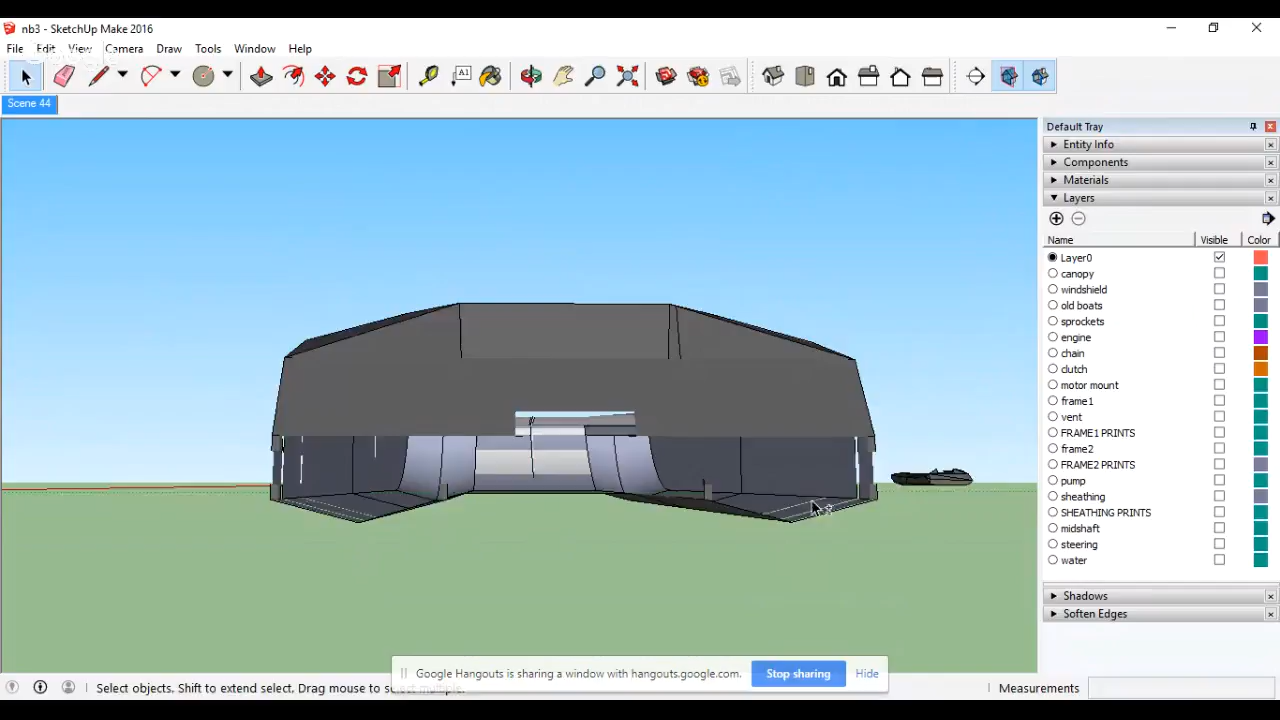 nb3 - SketchUp Make 2016
File Edit View Camera Draw Tools Window Help
A1
Scene 44
Default Tray
Entity Info
Components
Materials
Layers
Name Visible Color
Layer0
canopy
windshield
old boats
sprockets
engine
chain
clutch
motor mount
frame1
vent
FRAME1 PRINTS
frame2
FRAME2 PRINTS
pump
sheathing
SHEATHING PRINTS
midshaft
steering
water
Shadows
Soften Edges
Google Hangouts is sharing a window with hangouts.google.com. Stop sharing Hide
Select objects. Shift to extend select. Drag mouse to select multiple. Measurements